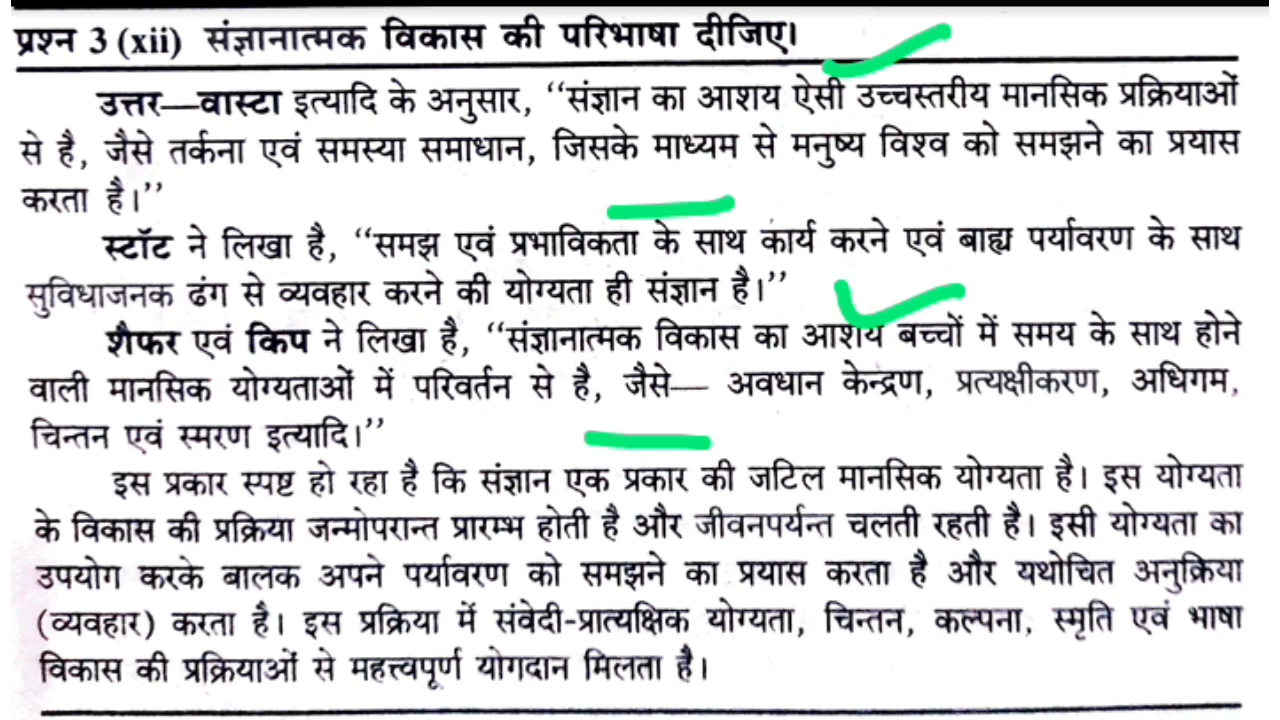 प्रश्न 3 (xii) संज्ञानात्मक विकास की परिभाषा दीजिए।
उत्तर—वास्टा इत्यादि के अनुसार, ‘‘संज्ञान का आशय ऐसी उच्चस्तरीय मानसिक प्रक्रियाओं
से है, जैसे तर्कना एवं समस्या समाधान, जिसके माध्यम से मनुष्य विश्व को समझने का प्रयास
करता है।’’
स्टॉट ने लिखा है, ‘‘समझ एवं प्रभाविकता के साथ कार्य करने एवं बाह्य पर्यावरण के साथ
सुविधाजनक ढंग से व्यवहार करने की योग्यता ही संज्ञान है।’’
शैफर एवं किप ने लिखा है, ‘‘संज्ञानात्मक विकास का आशय बच्चों में समय के साथ होने
वाली मानसिक योग्यताओं में परिवर्तन से है, जैसे— अवधान केन्द्रण, प्रत्यक्षीकरण, अधिगम,
चिन्तन एवं स्मरण इत्यादि।’’
इस प्रकार स्पष्ट हो रहा है कि संज्ञान एक प्रकार की जटिल मानसिक योग्यता है। इस योग्यता
के विकास की प्रक्रिया जन्मोपरान्त प्रारम्भ होती है और जीवनपर्यन्त चलती रहती है। इसी योग्यता का
उपयोग करके बालक अपने पर्यावरण को समझने का प्रयास करता है और यथोचित अनुक्रिया
(व्यवहार) करता है। इस प्रक्रिया में संवेदी-प्रात्यक्षिक योग्यता, चिन्तन, कल्पना, स्मृति एवं भाषा
विकास की प्रक्रियाओं से महत्त्वपूर्ण योगदान मिलता है।